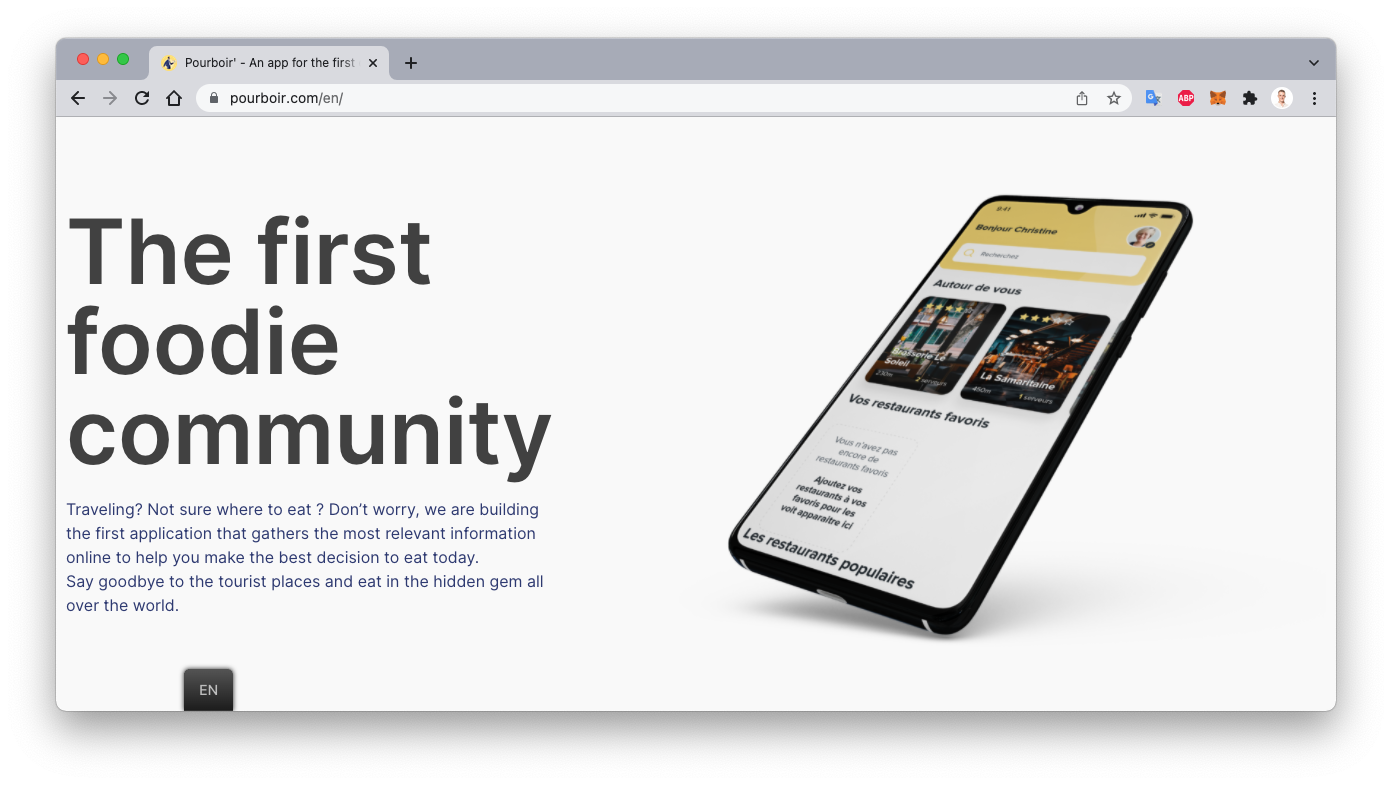 Pourboir' - An app for the first
pourboir.com/en/
ABP
The first
foodie
community
Traveling? Not sure where to eat ? Don’t worry, we are building
the first application that gathers the most relevant information
online to help you make the best decision to eat today.
Say goodbye to the tourist places and eat in the hidden gem all
over the world.
EN
9:41
Bonjour Christine
Recherchez
Autour de vous
Brasserie Le
Soleil
230m
2 serveurs
La Samaritaine
450m
1 serveurs
Vos restaurants favoris
Vous n'avez pas
encore de
restaurants favoris
Ajoutez vos
restaurants à vos
favoris pour les
voit apparaitre ici
Les restaurants populaires